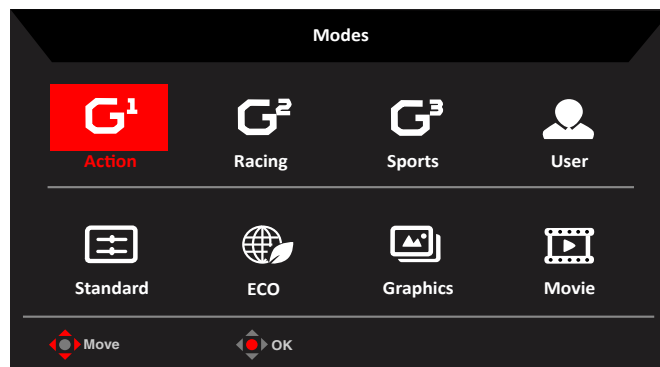 Modes
G¹ G² G³
Action Racing Sports User
Standard ECO Graphics Movie
Move OK